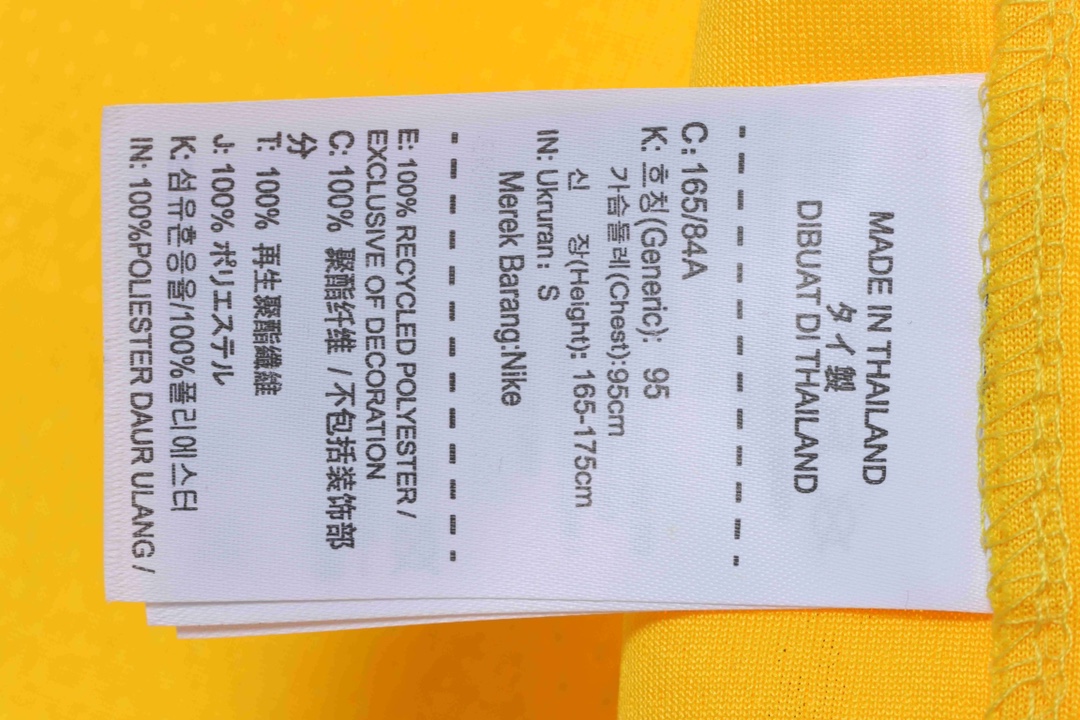 MADE IN THAILAND
タイ製
DIBUAT DI THAILAND
C: 165/84A
K: 호칭(Generic): 95
가슴둘레(Chest):95cm
신 장(Height): 165-175cm
IN: Ukruran : S
Merek Barang:Nike
E: 100% RECYCLED POLYESTER /
EXCLUSIVE OF DECORATION
C: 100% 聚酯纤维 / 不包括装饰部
分
T: 100% 再生聚酯纖維
J: 100% ポリエステル
K: 섬유혼용율/100%폴리에스터
IN: 100%POLIESTER DAUR ULANG /